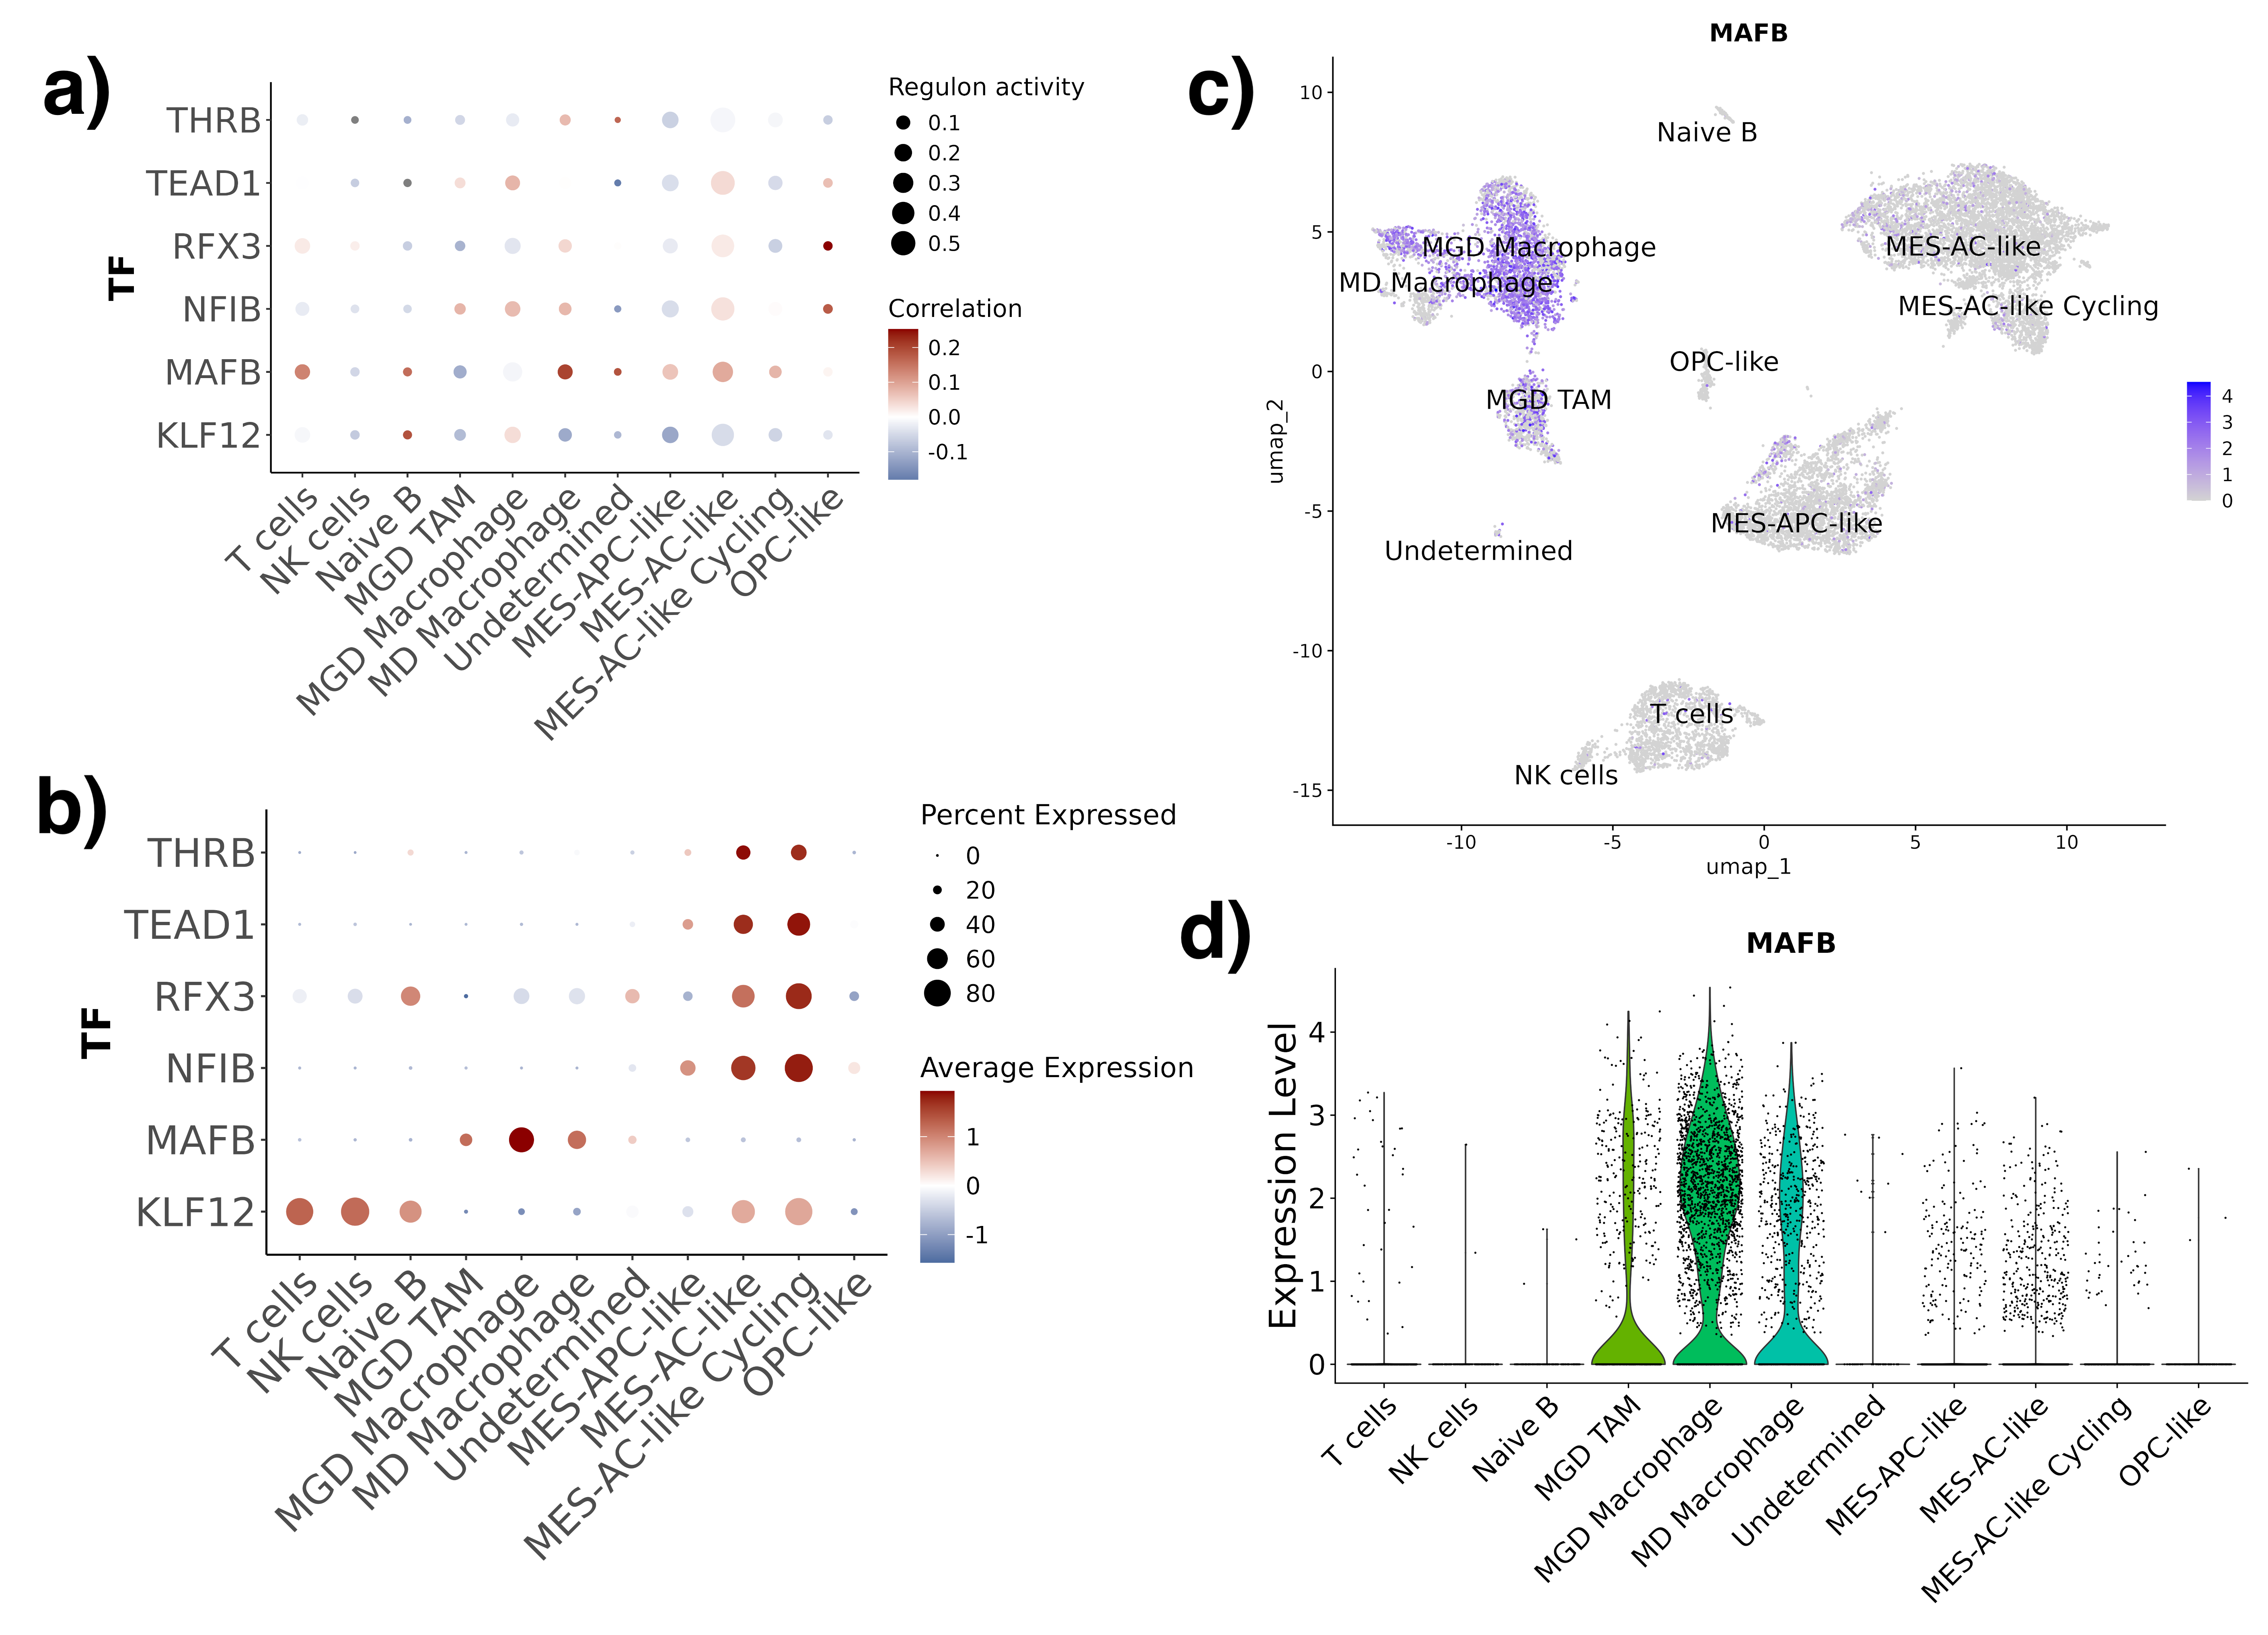 a)
TF
THRB
TEAD1
RFX3
NFIB
MAFB
KLF12
T cells
NK cells
Naive B
MGD TAM
MGD Macrophage
MD Macrophage
Undetermined
MES-APC-like
MES-AC-like
MES-AC-like Cycling
OPC-like
Regulon activity
0.1
0.2
0.3
0.4
0.5
Correlation
0.2
0.1
0.0
-0.1
b)
TF
THRB
TEAD1
RFX3
NFIB
MAFB
KLF12
T cells
NK cells
Naive B
MGD TAM
MGD Macrophage
MD Macrophage
Undetermined
MES-APC-like
MES-AC-like
MES-AC-like Cycling
OPC-like
Percent Expressed
0
20
40
60
80
Average Expression
1
0
-1
c)
MAFB
umap_2
10
5
0
-5
-10
-15
Naive B
MGD Macrophage
MD Macrophage
MES-AC-like
MES-AC-like Cycling
OPC-like
MGD TAM
MES-APC-like
Undetermined
T cells
NK cells
-10
-5
0
5
10
umap_1
4
3
2
1
0
d)
MAFB
Expression Level
4
3
2
1
0
T cells
NK cells
Naive B
MGD TAM
MGD Macrophage
MD Macrophage
Undetermined
MES-APC-like
MES-AC-like
MES-AC-like Cycling
OPC-like